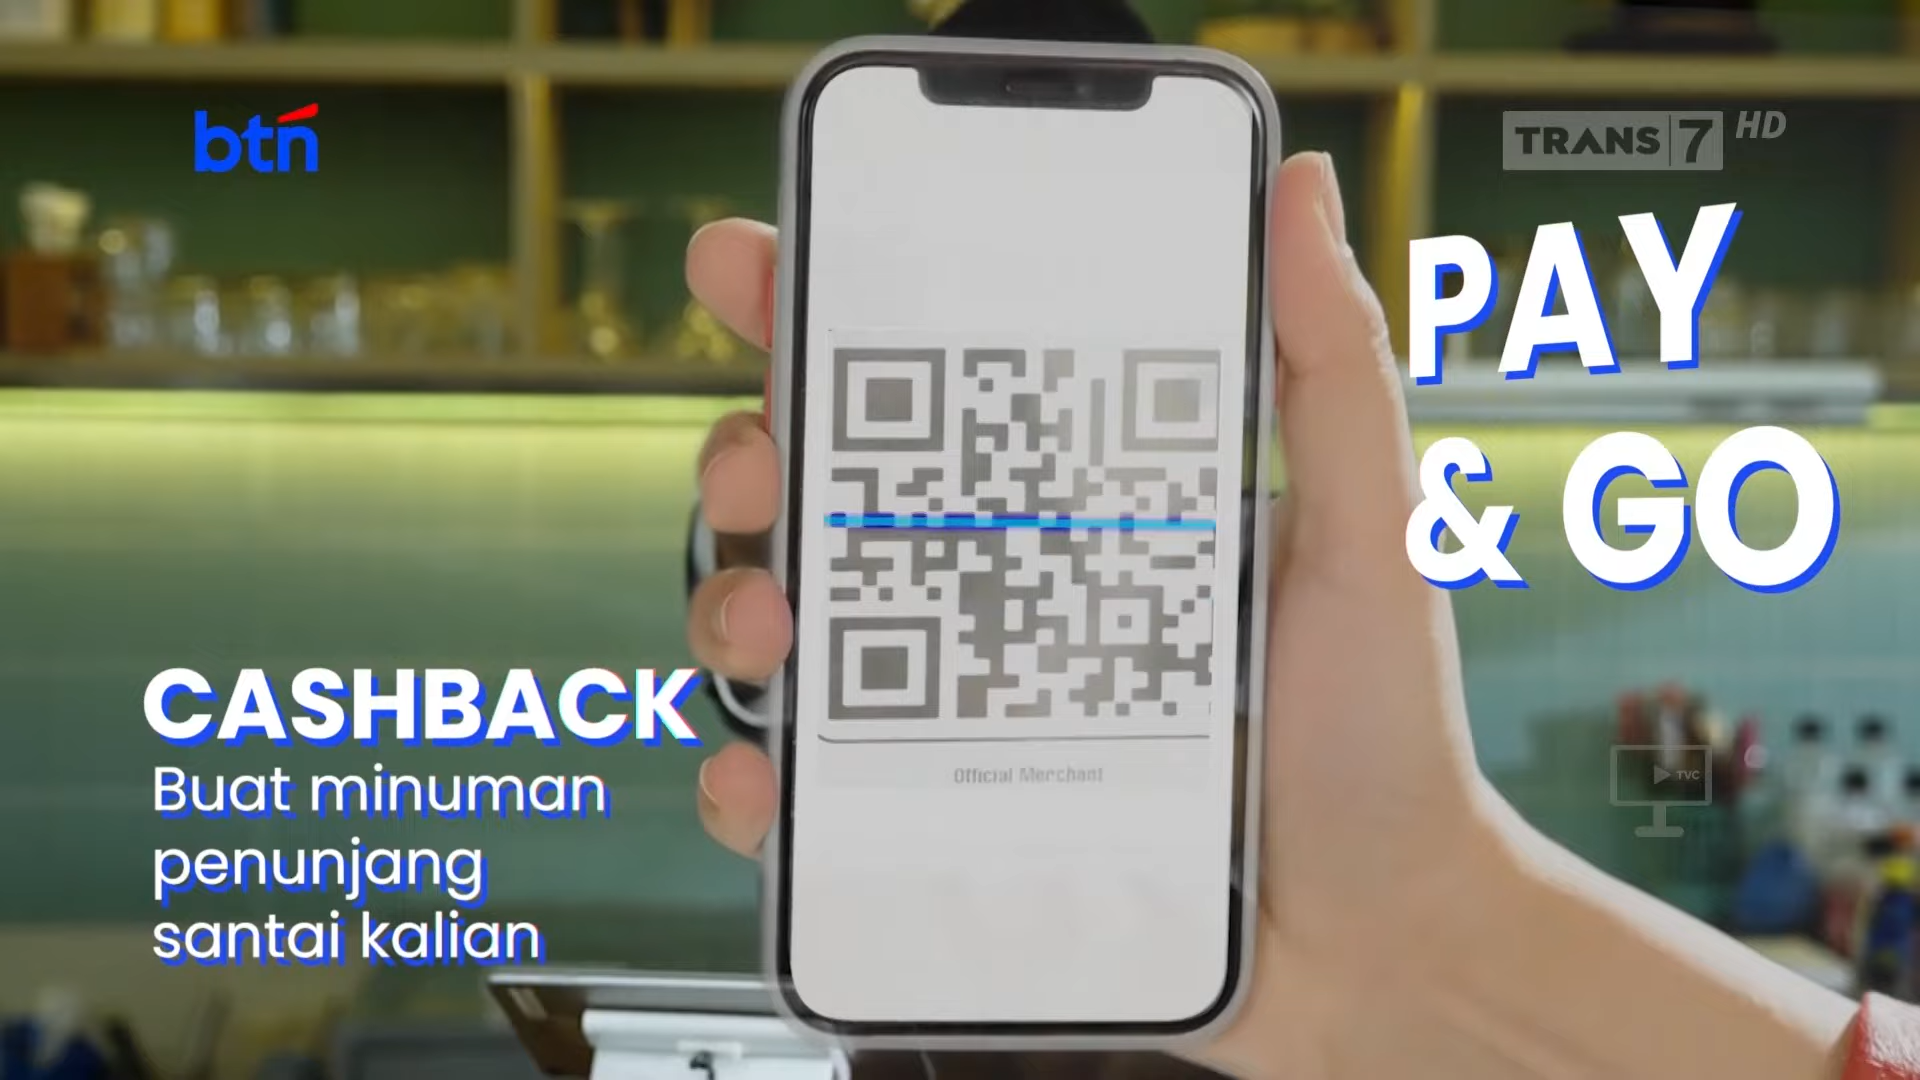 btn
TRANS|7 HD
PAY
& GO
CASHBACK
Buat minuman
penunjang
santai kalian
Official Merchant
TVC